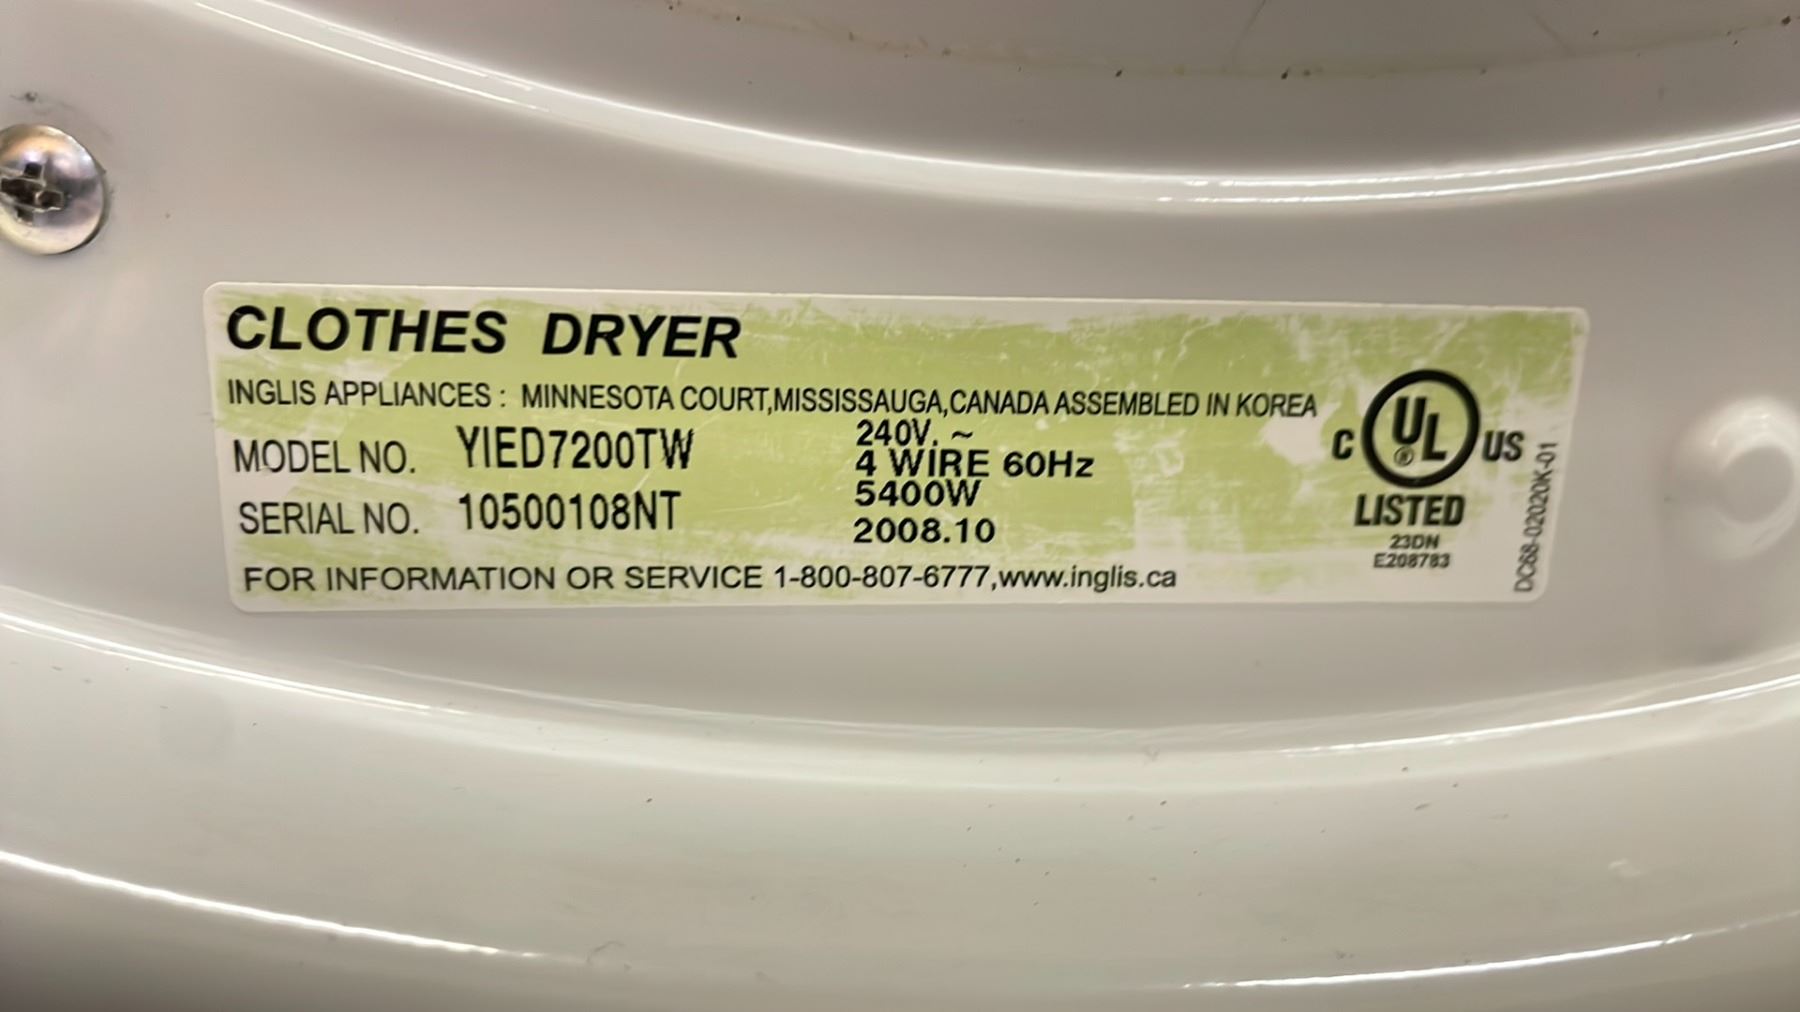 CLOTHES DRYER
INGLIS APPLIANCES : MINNESOTA COURT,MISSISSAUGA,CANADA ASSEMBLED IN KOREA
MODEL NO. YIED7200TW
SERIAL NO. 10500108NT
240V. ~
4 WIRE 60Hz
5400W
2008.10
FOR INFORMATION OR SERVICE 1-800-807-6777,www.inglis.ca
C UL ® US
LISTED
23DN
E208783
DC68-02020K-01